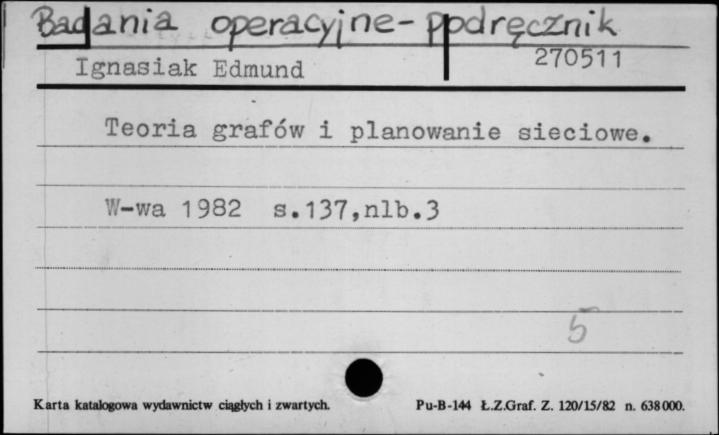 Badania operacyjne - podręcznik
Ignasiak Edmund 270511
Teoria grafów i planowanie sieciowe.
W-wa 1982 s.137,nlb.3
5
Karta katalogowa wydawnictw ciągłych i zwartych. Pu-B-144 Ł.Z.Graf. Z. 120/15/82 n. 638000.